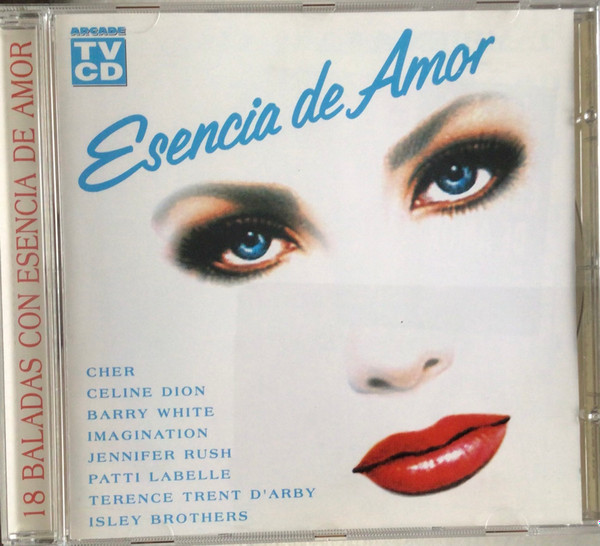 ARCADE
TV
CD
Esencia de Amor
18 BALADAS CON ESENCIA DE AMOR
CHER
CELINE DION
BARRY WHITE
IMAGINATION
JENNIFER RUSH
PATTI LABELLE
TERENCE TRENT D'ARBY
ISLEY BROTHERS